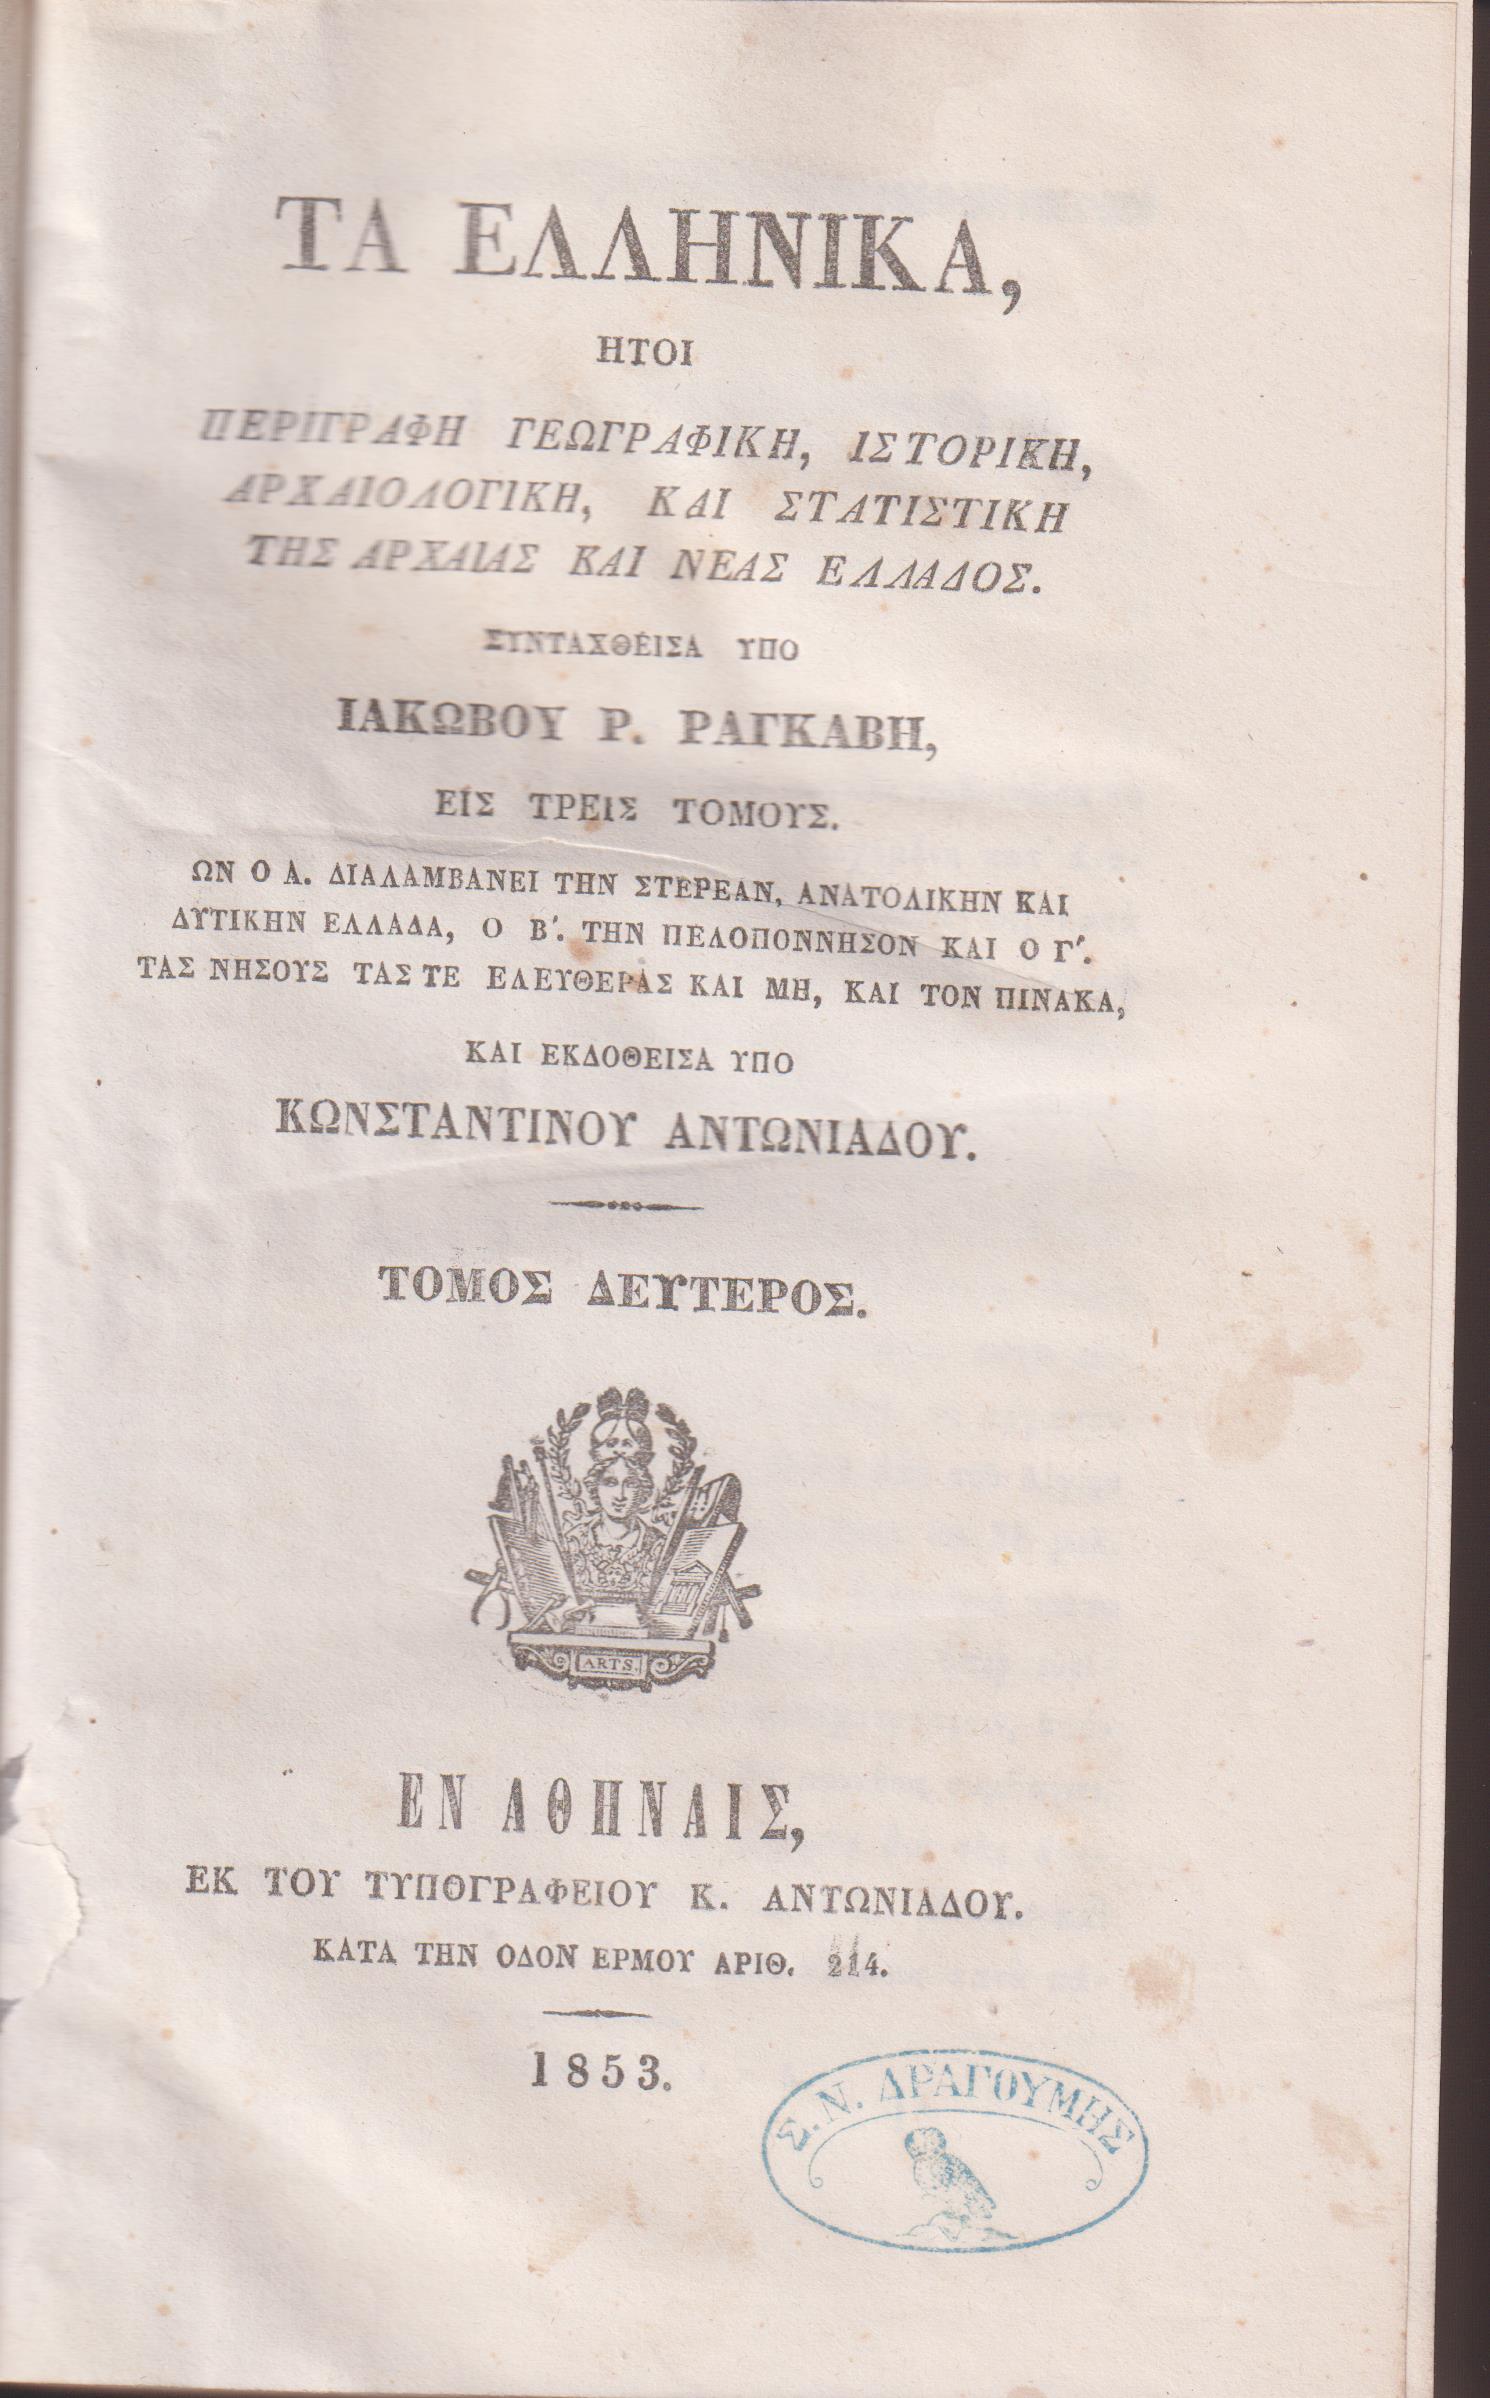 ΤΑ ΕΛΛΗΝΙΚΑ,
ΗΤΟΙ
ΠΕΡΙΓΡΑΦΗ ΓΕΩΓΡΑΦΙΚΗ, ΙΣΤΟΡΙΚΗ,
ΑΡΧΑΙΟΛΟΓΙΚΗ, ΚΑΙ ΣΤΑΤΙΣΤΙΚΗ
ΤΗΣ ΑΡΧΑΙΑΣ ΚΑΙ ΝΕΑΣ ΕΛΛΑΔΟΣ.
ΣΥΝΤΑΧΘΕΙΣΑ ΥΠΟ
ΙΑΚΩΒΟΥ Ρ. ΡΑΓΚΑΒΗ,
ΕΙΣ ΤΡΕΙΣ ΤΟΜΟΥΣ.
ΩΝ Ο Α. ΔΙΑΛΑΜΒΑΝΕΙ ΤΗΝ ΣΤΕΡΕΑΝ, ΑΝΑΤΟΛΙΚΗΝ ΚΑΙ
ΔΥΤΙΚΗΝ ΕΛΛΑΔΑ, Ο Β΄. ΤΗΝ ΠΕΛΟΠΟΝΝΗΣΟΝ ΚΑΙ Ο Γ΄.
ΤΑΣ ΝΗΣΟΥΣ ΤΑΣ ΤΕ ΕΛΕΥΘΕΡΑΣ ΚΑΙ ΜΗ, ΚΑΙ ΤΟΝ ΠΙΝΑΚΑ,
ΚΑΙ ΕΚΔΟΘΕΙΣΑ ΥΠΟ
ΚΩΝΣΤΑΝΤΙΝΟΥ ΑΝΤΩΝΙΑΔΟΥ.
ΤΟΜΟΣ ΔΕΥΤΕΡΟΣ.
ARTS.
ΕΝ ΑΘΗΝΑΙΣ,
ΕΚ ΤΟΥ ΤΥΠΟΓΡΑΦΕΙΟΥ Κ. ΑΝΤΩΝΙΑΔΟΥ.
ΚΑΤΑ ΤΗΝ ΟΔΟΝ ΕΡΜΟΥ ΑΡΙΘ. 214.
1853.
Σ. Ν. ΔΡΑΓΟΥΜΗΣ